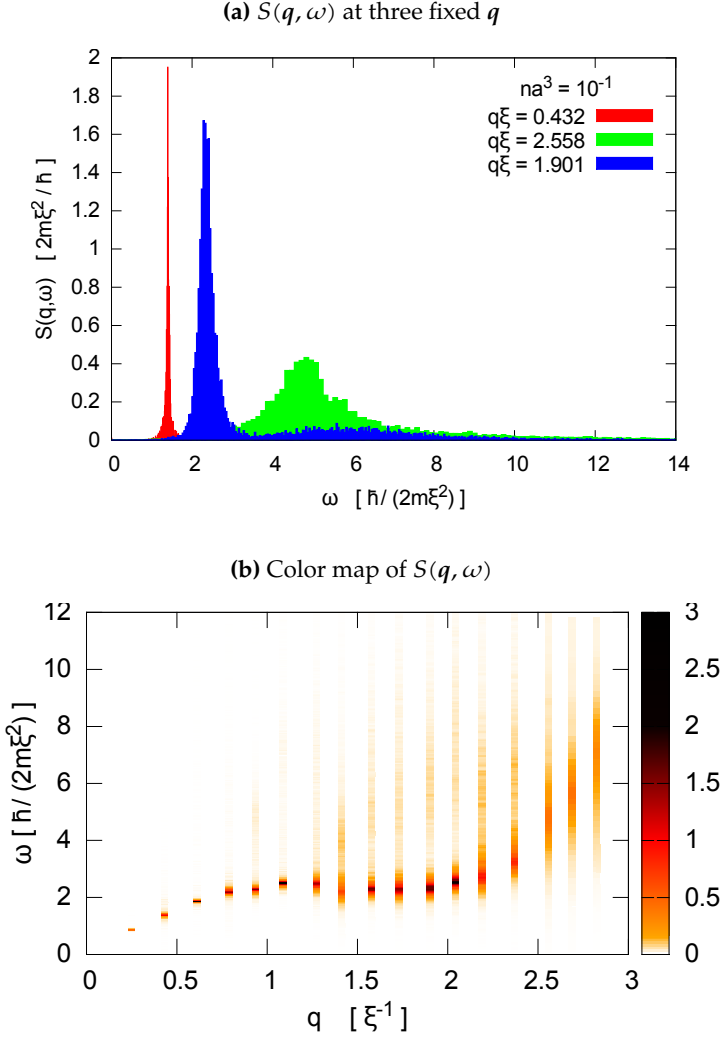 (a) S(q, ω) at three fixed q
2
1.8
1.6
1.4
1.2
1
0.8
0.6
0.4
0.2
0
S(q,ω) [ 2mξ² / ħ ]
na³ = 10⁻¹
qξ = 0.432
qξ = 2.558
qξ = 1.901
0 2 4 6 8 10 12 14
ω [ ħ / (2mξ²) ]
(b) Color map of S(q, ω)
12
10
8
6
4
2
0
ω [ ħ / (2mξ²) ]
0 0.5 1 1.5 2 2.5 3
q [ ξ⁻¹ ]
3
2.5
2
1.5
1
0.5
0